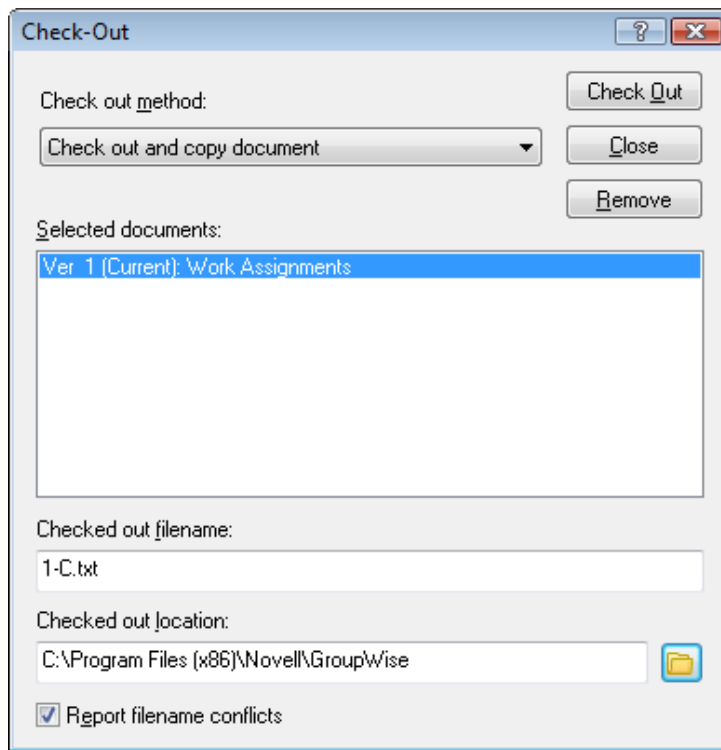 Check-Out
?
Check out method:
Check Out
Check out and copy document
Close
Remove
Selected documents:
Ver 1 (Current): Work Assignments
Checked out filename:
1-C.txt
Checked out location:
C:\Program Files (x86)\Novell\GroupWise
Report filename conflicts